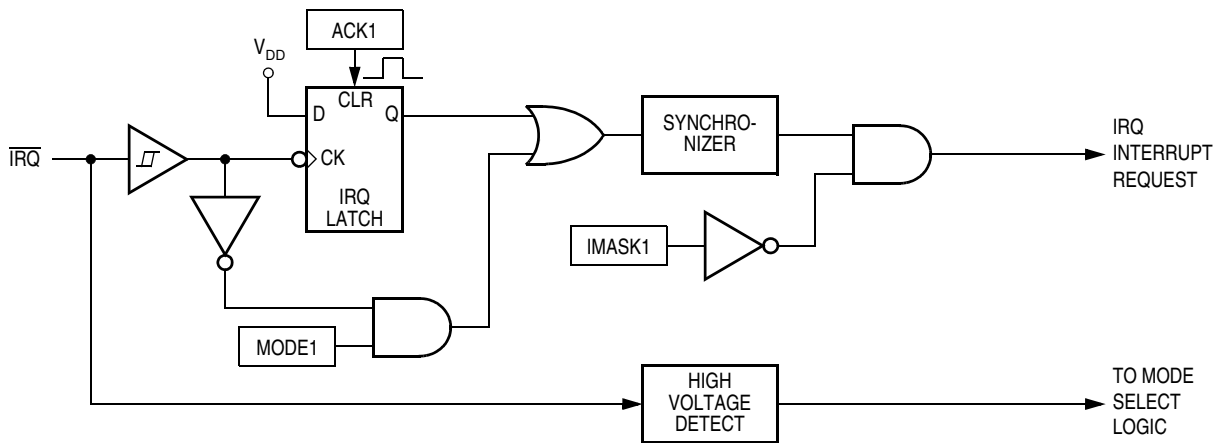 ACK1
VDD
D
CLR
Q
CK
IRQ
LATCH
IRQ
SYNCHRO-
NIZER
IRQ
INTERRUPT
REQUEST
IMASK1
MODE1
HIGH
VOLTAGE
DETECT
TO MODE
SELECT
LOGIC